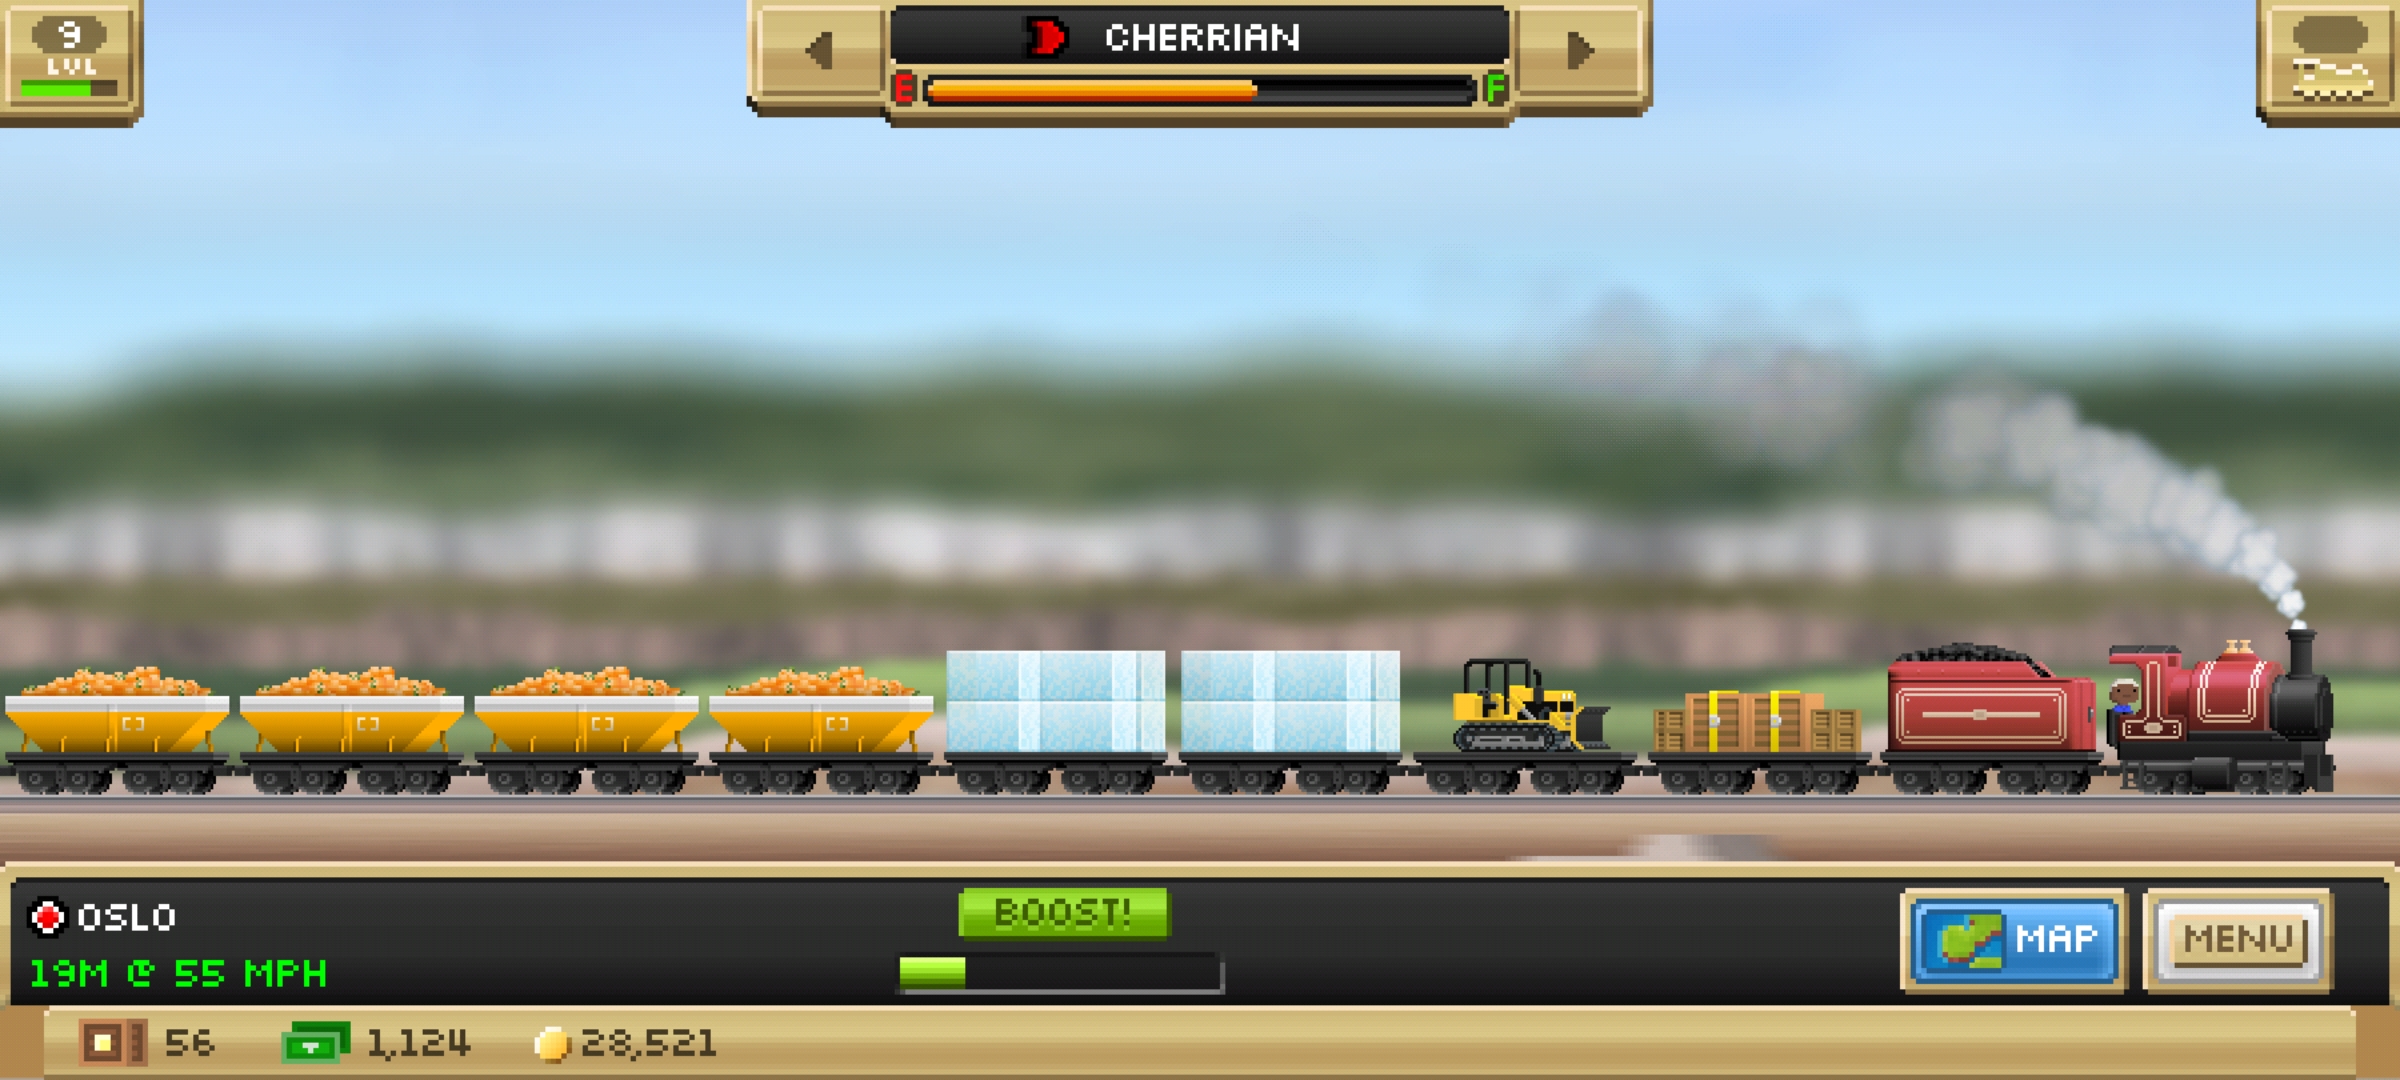 9
LVL
CHERRIAN
E F
OSLO
19M @ 55 MPH
BOOST!
MAP
MENU
56 1,124 28,521